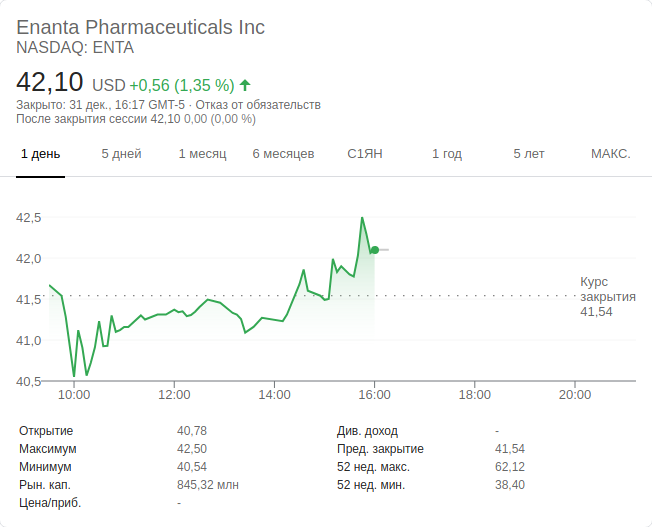 Enanta Pharmaceuticals Inc
NASDAQ: ENTA
42,10 USD +0,56 (1,35 %)
Закрыто: 31 дек., 16:17 GMT-5 · Отказ от обязательств
После закрытия сессии 42,10 0,00 (0,00 %)
1 день 5 дней 1 месяц 6 месяцев С1ЯН 1 год 5 лет МАКС.
42,5
42,0
41,5
41,0
40,5
Курс
закрытия
41,54
10:00 12:00 14:00 16:00 18:00 20:00
Открытие 40,78 Див. доход -
Максимум 42,50 Пред. закрытие 41,54
Минимум 40,54 52 нед. макс. 62,12
Рын. кап. 845,32 млн 52 нед. мин. 38,40
Цена/приб. -